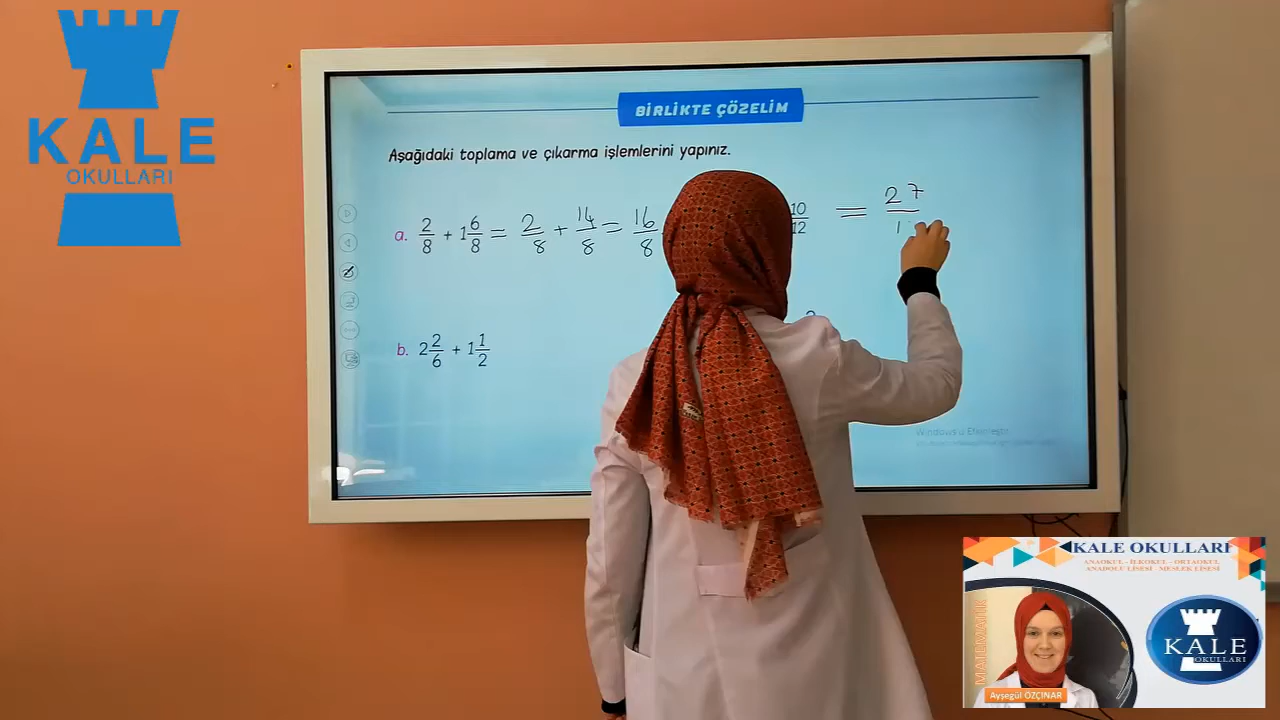 KALE
OKULLARI
BİRLİKTE ÇÖZELİM
Aşağıdaki toplama ve çıkarma işlemlerini yapınız.
a. 2/8 + 1 6/8 = 2/8 + 14/8 = 16/8
10/12 = 27/1
b. 2 2/6 + 1 1/2
KALE OKULLARI
ANAOKUL - İLKOKUL - ORTAOKUL
ANADOLU LİSESİ - MESLEK LİSESİ
MATEMATİK
KALE
OKULLARI
Ayşegül ÖZÇINAR